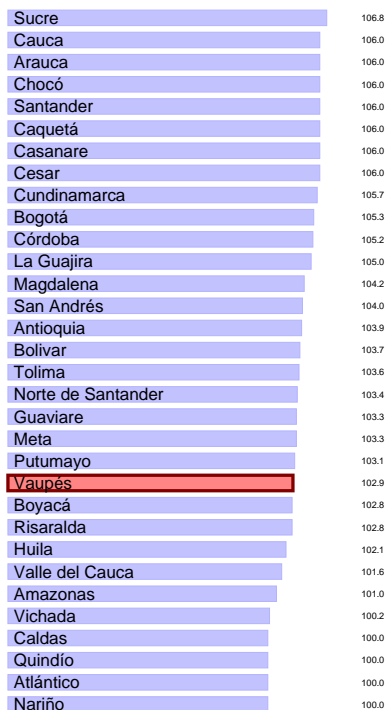 Sucre 106.8
Cauca 106.0
Arauca 106.0
Chocó 106.0
Santander 106.0
Caquetá 106.0
Casanare 106.0
Cesar 106.0
Cundinamarca 105.7
Bogotá 105.3
Córdoba 105.2
La Guajira 105.0
Magdalena 104.2
San Andrés 104.0
Antioquia 103.9
Bolivar 103.7
Tolima 103.6
Norte de Santander 103.4
Guaviare 103.3
Meta 103.3
Putumayo 103.1
Vaupés 102.9
Boyacá 102.8
Risaralda 102.8
Huila 102.1
Valle del Cauca 101.6
Amazonas 101.0
Vichada 100.2
Caldas 100.0
Quindío 100.0
Atlántico 100.0
Nariño 100.0